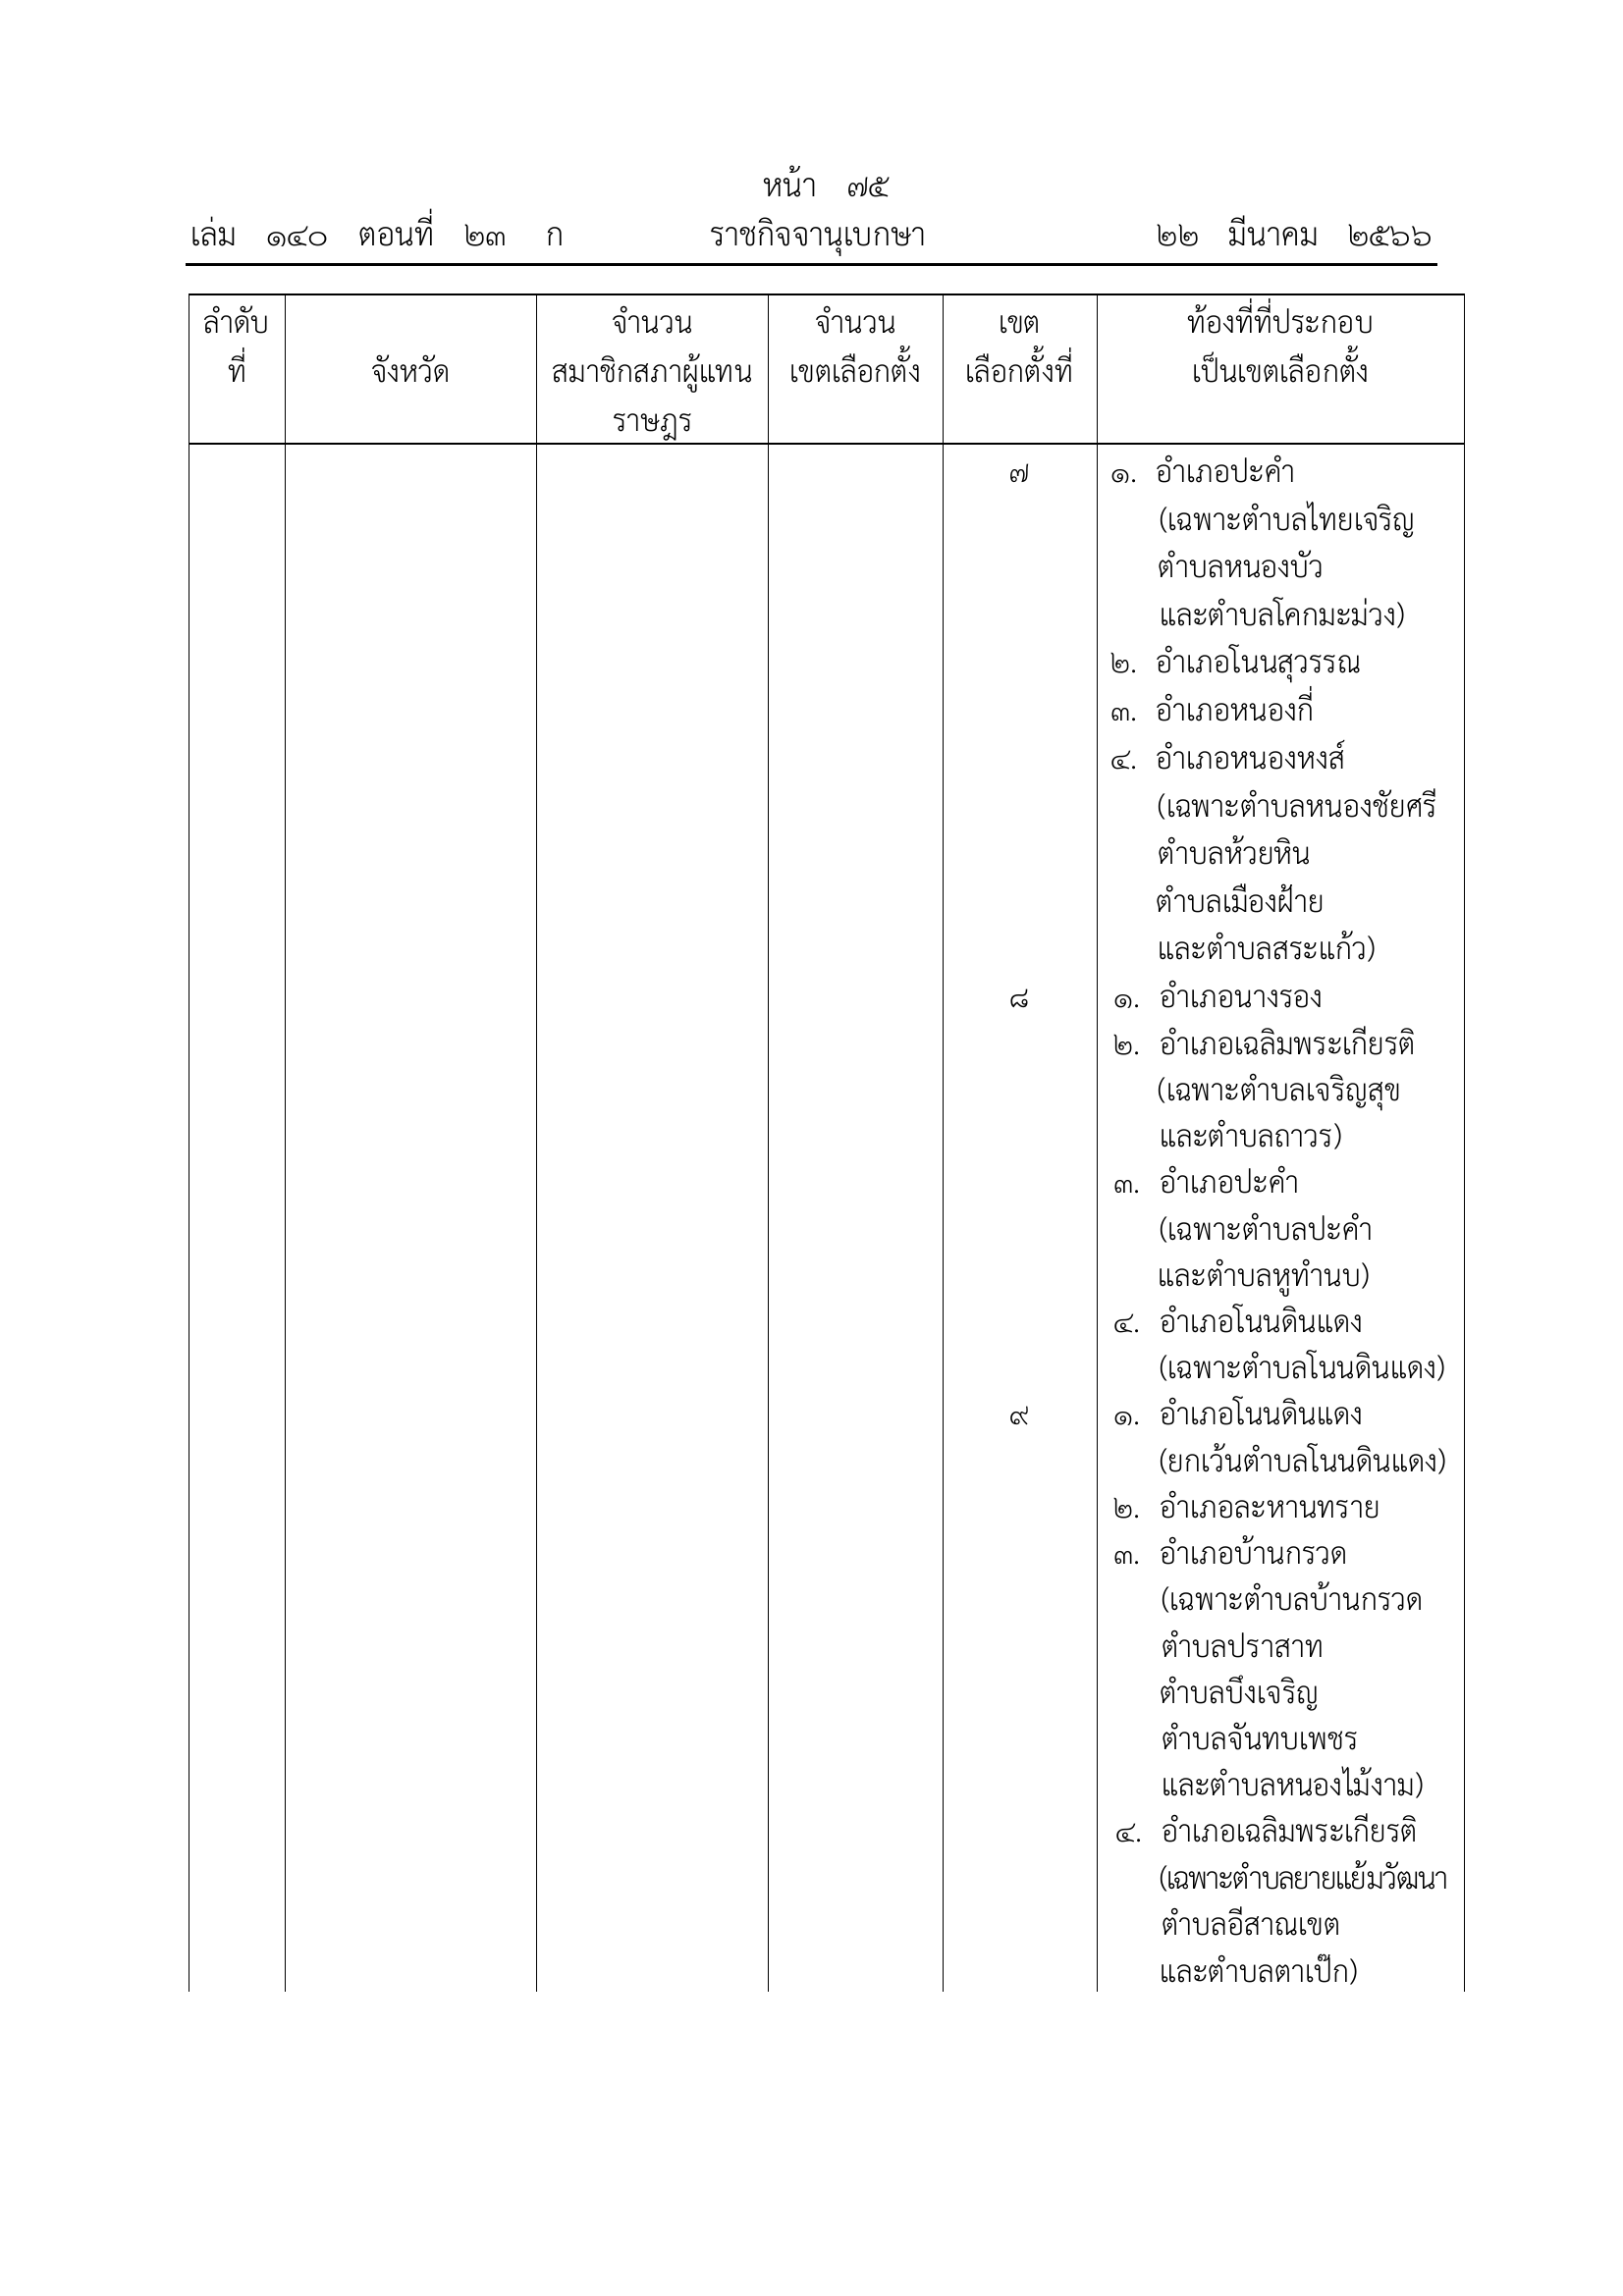 หน้า ๗๕
เล่ม ๑๔๐ ตอนที่ ๒๓ ก ราชกิจจานุเบกษา ๒๒ มีนาคม ๒๕๖๖
ลำดับ จำนวน จำนวน เขต ท้องที่ที่ประกอบ
ที่ จังหวัด สมาชิกสภาผู้แทน เขตเลือกตั้ง เลือกตั้งที่ เป็นเขตเลือกตั้ง
ราษฎร
๗ ๑. อำเภอปะคำ
(เฉพาะตำบลไทยเจริญ
ตำบลหนองบัว
และตำบลโคกมะม่วง)
๒. อำเภอโนนสุวรรณ
๓. อำเภอหนองกี่
๔. อำเภอหนองหงส์
(เฉพาะตำบลหนองชัยศรี
ตำบลห้วยหิน
ตำบลเมืองฝ้าย
และตำบลสระแก้ว)
๘ ๑. อำเภอนางรอง
๒. อำเภอเฉลิมพระเกียรติ
(เฉพาะตำบลเจริญสุข
และตำบลถาวร)
๓. อำเภอปะคำ
(เฉพาะตำบลปะคำ
และตำบลหูทำนบ)
๔. อำเภอโนนดินแดง
(เฉพาะตำบลโนนดินแดง)
๙ ๑. อำเภอโนนดินแดง
(ยกเว้นตำบลโนนดินแดง)
๒. อำเภอละหานทราย
๓. อำเภอบ้านกรวด
(เฉพาะตำบลบ้านกรวด
ตำบลปราสาท
ตำบลบึงเจริญ
ตำบลจันทบเพชร
และตำบลหนองไม้งาม)
๔. อำเภอเฉลิมพระเกียรติ
(เฉพาะตำบลยายแย้มวัฒนา
ตำบลอีสาณเขต
และตำบลตาเป๊ก)